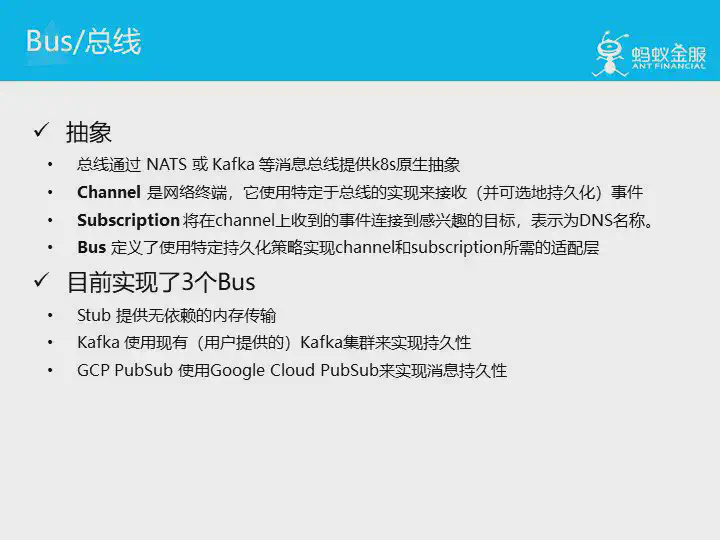 Bus/总线
蚂蚁金服
ANT FINANCIAL
✓ 抽象
• 总线通过 NATS 或 Kafka 等消息总线提供k8s原生抽象
• Channel 是网络终端，它使用特定于总线的实现来接收（并可选地持久化）事件
• Subscription 将在channel上收到的事件连接到感兴趣的目标，表示为DNS名称。
• Bus 定义了使用特定持久化策略实现channel和subscription所需的适配层
✓ 目前实现了3个Bus
• Stub 提供无依赖的内存传输
• Kafka 使用现有（用户提供的）Kafka集群来实现持久性
• GCP PubSub 使用Google Cloud PubSub来实现消息持久性